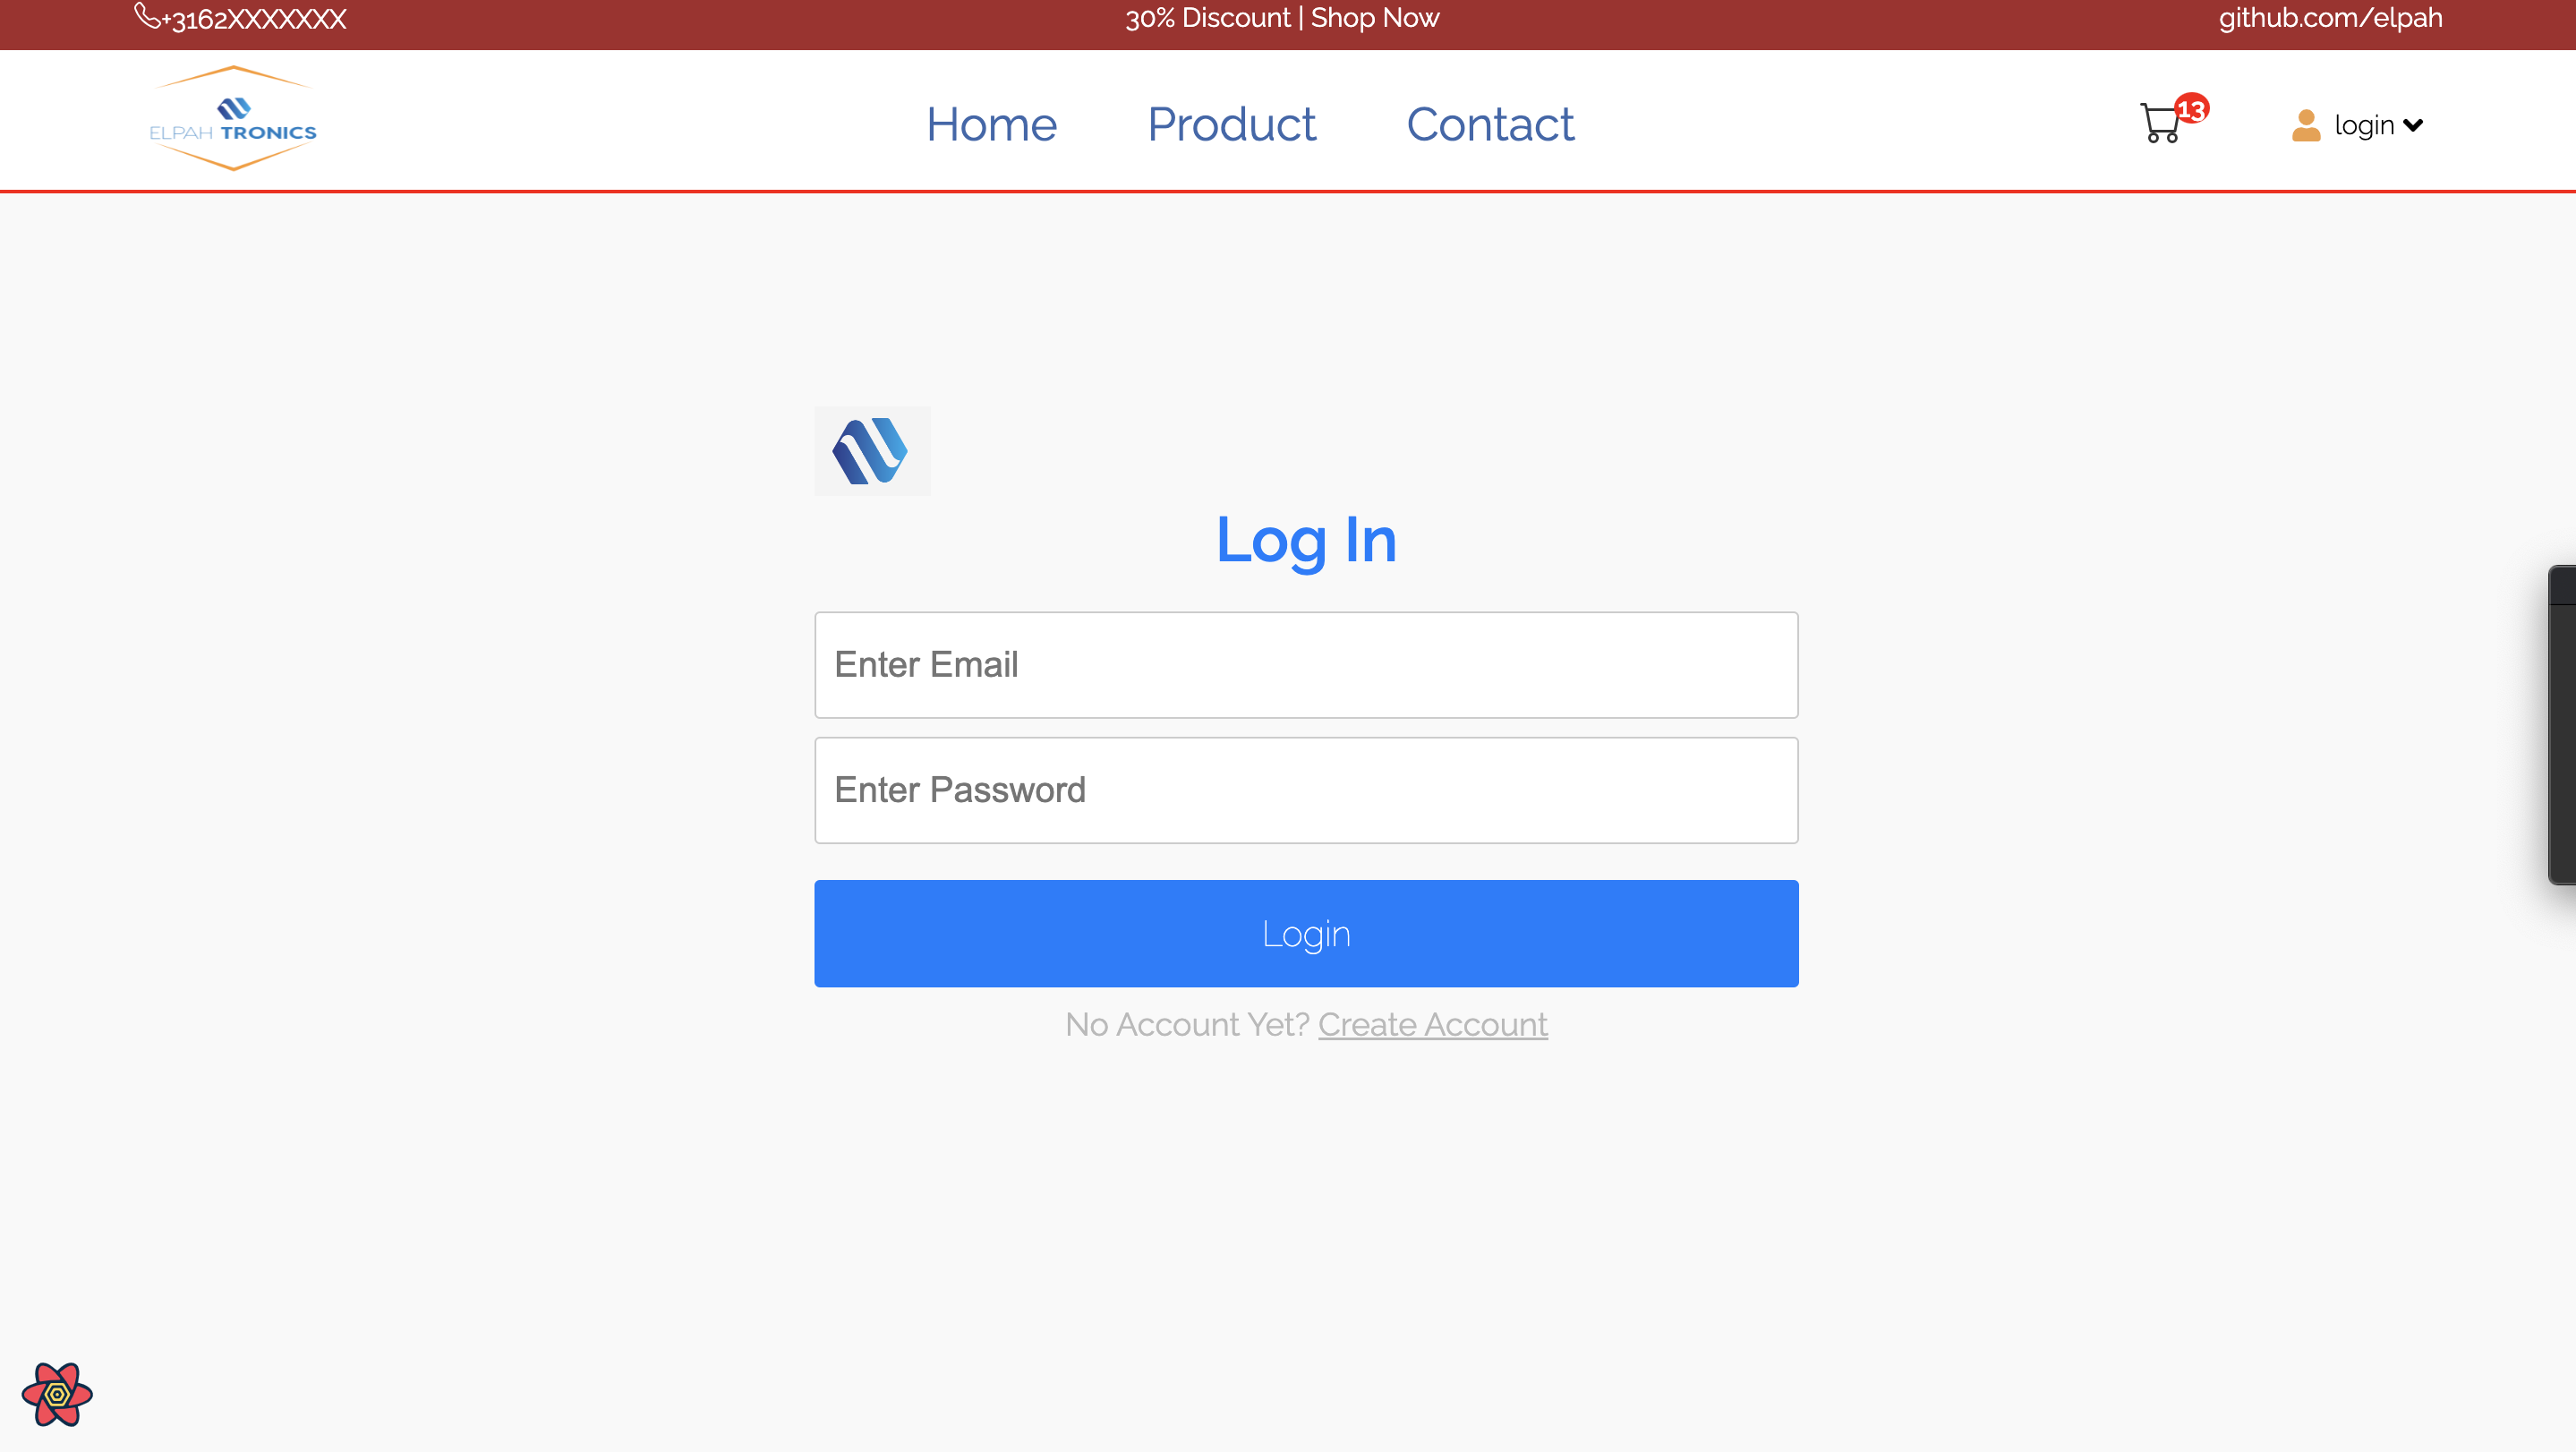 +3162XXXXXXX
30% Discount | Shop Now
github.com/elpah
ELPAH TRONICS
Home
Product
Contact
13
login
Log In
Enter Email
Enter Password
Login
No Account Yet? Create Account